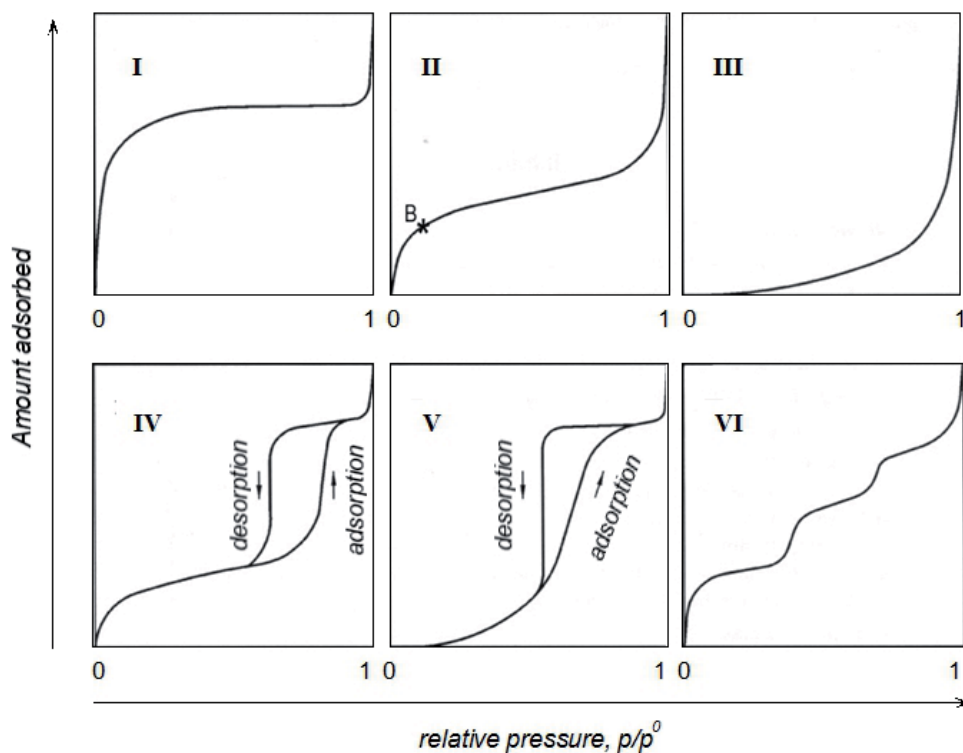 Amount adsorbed
I
II
III
B
0
1
0
1
0
1
IV
desorption
adsorption
V
desorption
adsorption
VI
0
1
0
1
0
1
relative pressure, p/p⁰